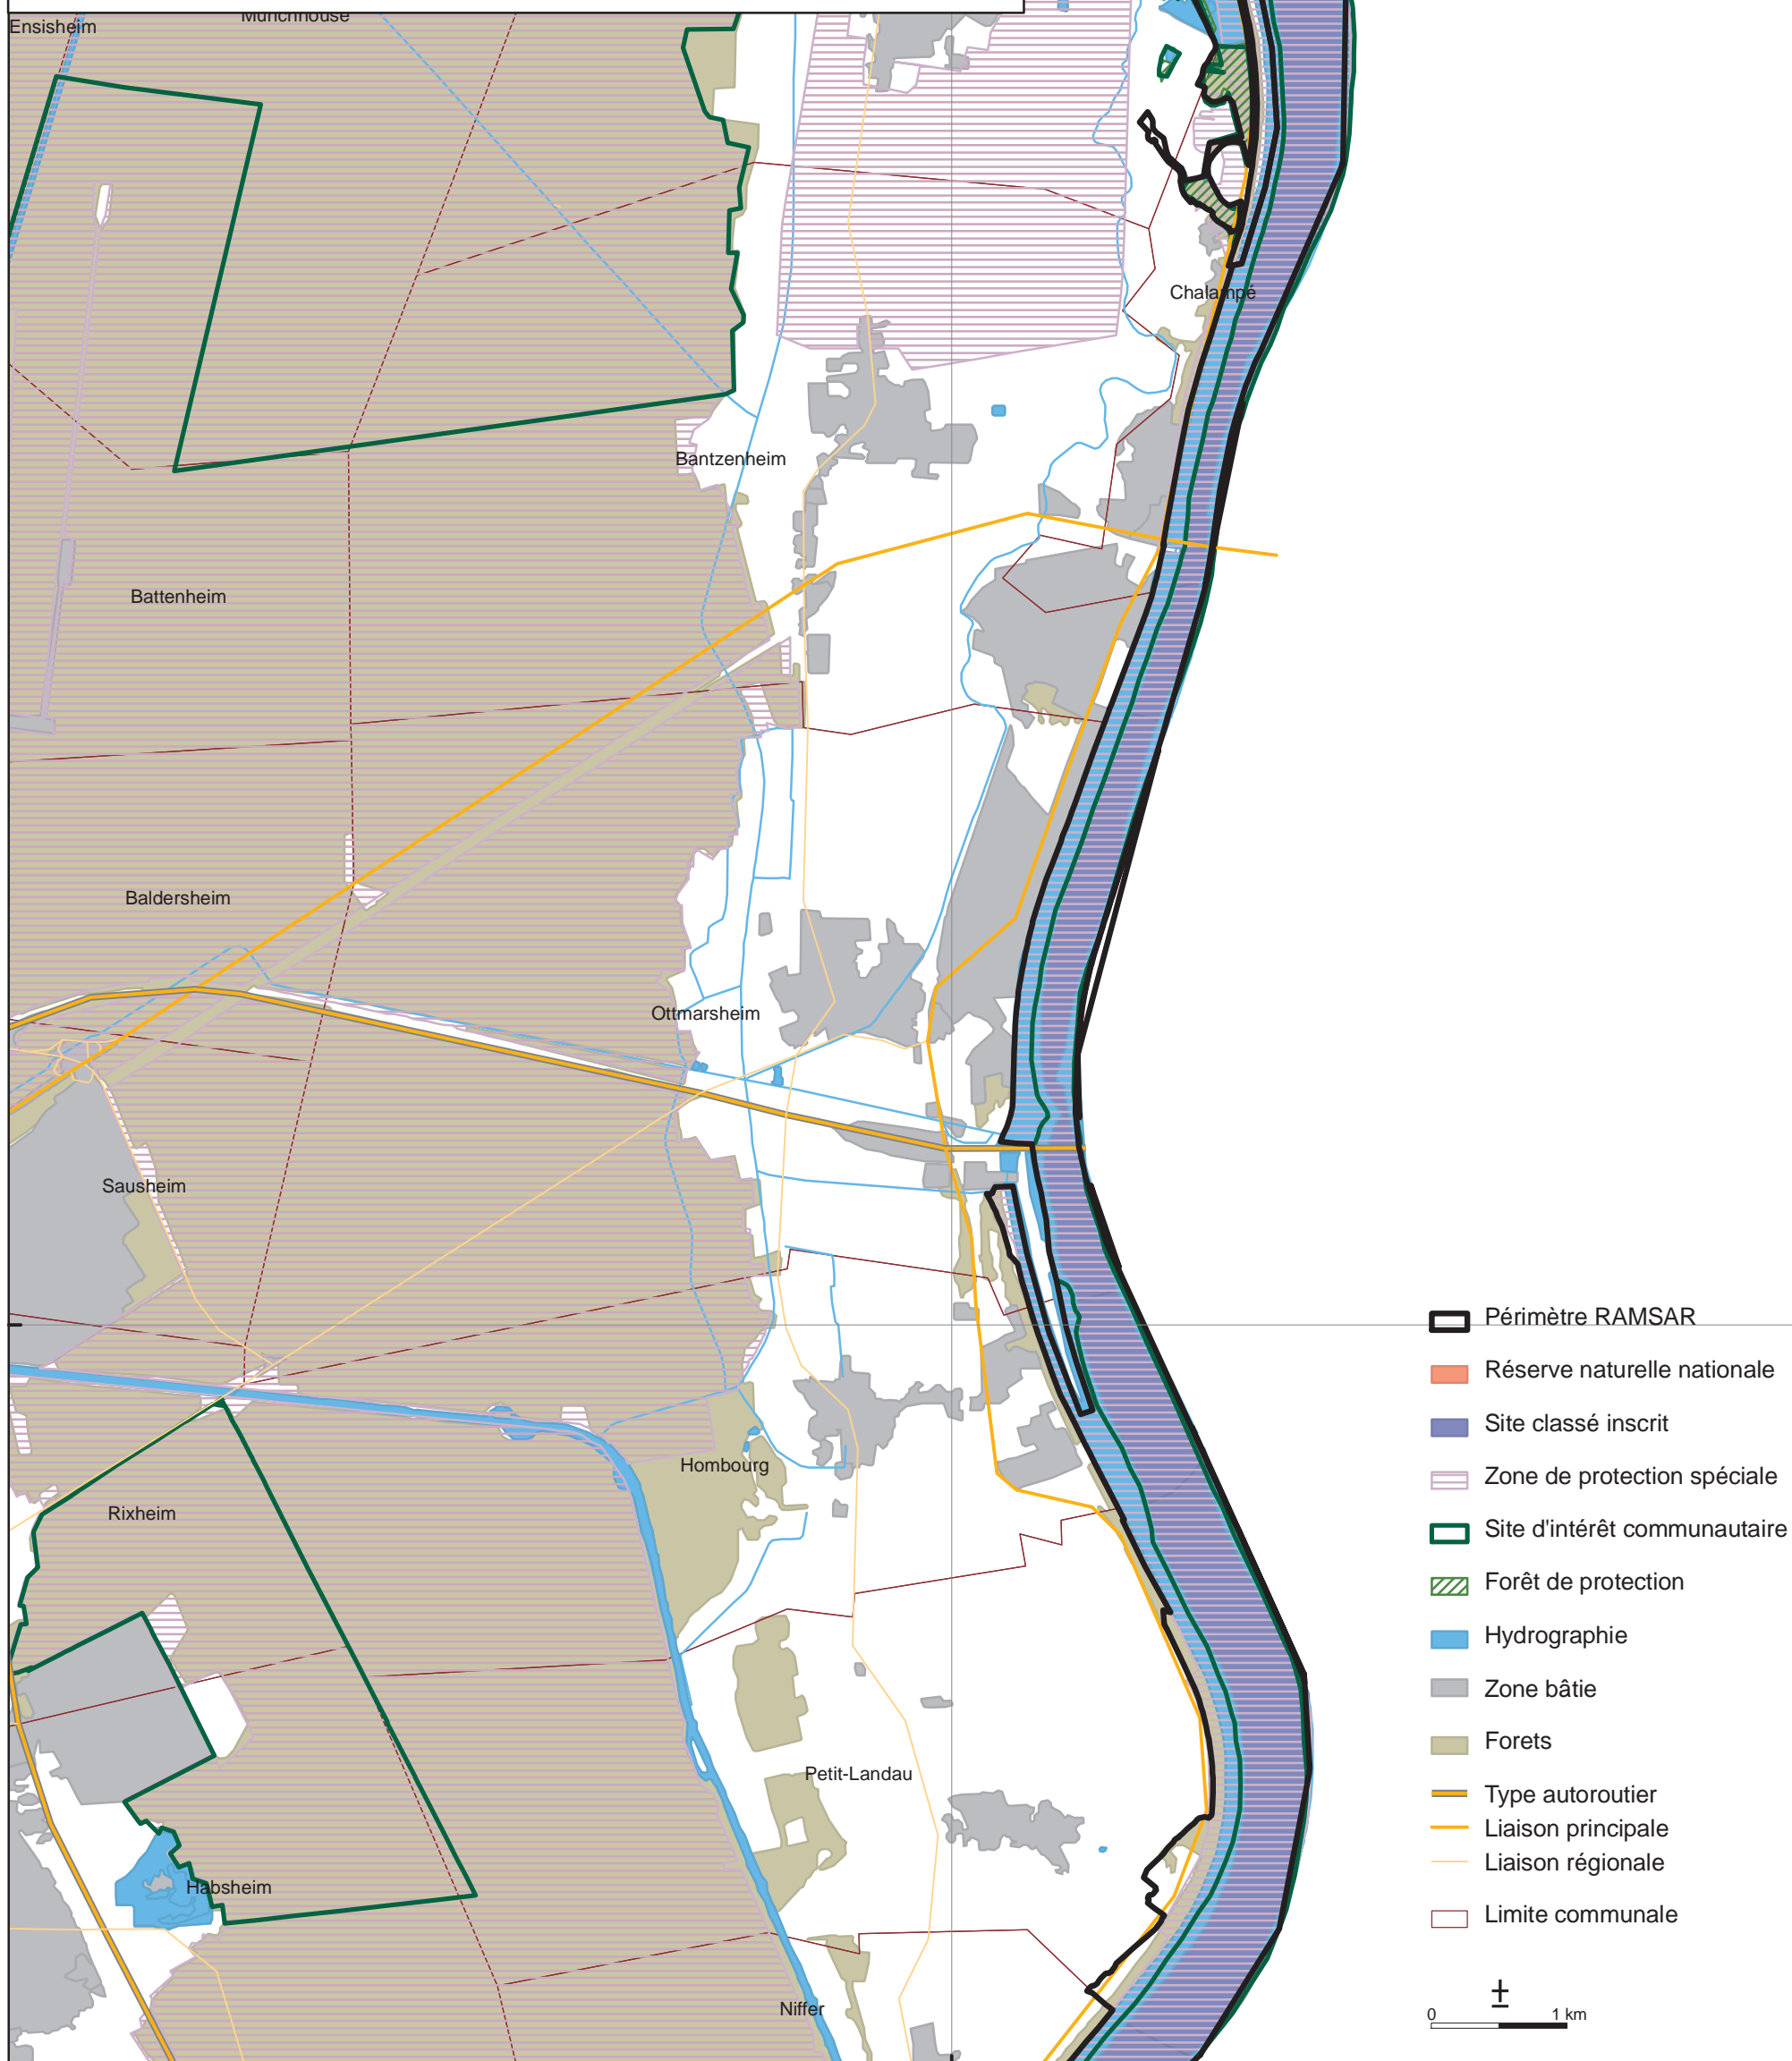 Munchhouse
Ensisheim
Chalampé
Bantzenheim
Battenheim
Baldersheim
Ottmarsheim
Sausheim
Hombourg
Rixheim
Petit-Landau
Habsheim
Niffer
Périmètre RAMSAR
Réserve naturelle nationale
Site classé inscrit
Zone de protection spéciale
Site d'intérêt communautaire
Forêt de protection
Hydrographie
Zone bâtie
Forets
Type autoroutier
Liaison principale
Liaison régionale
Limite communale
±
0 1 km